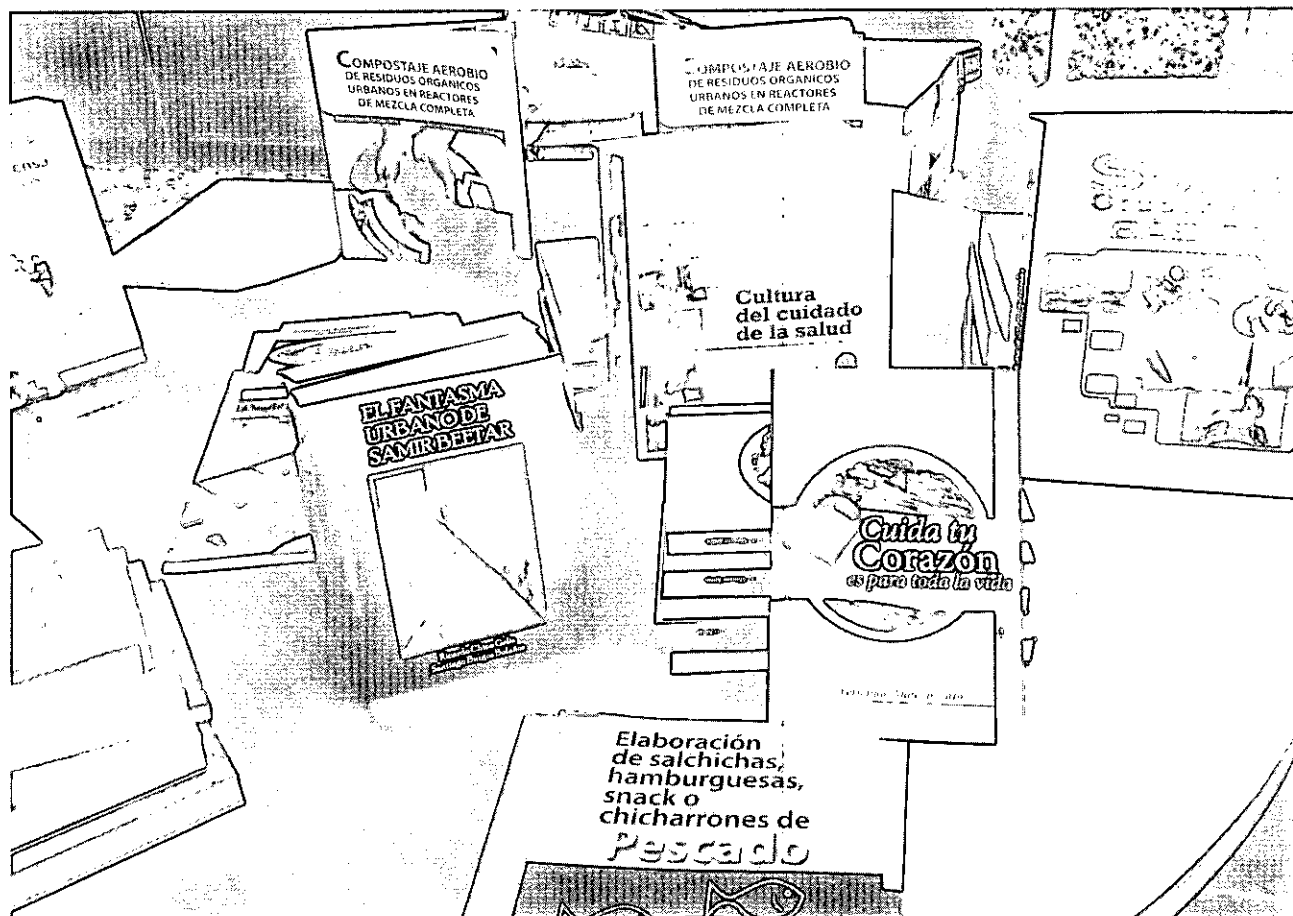 COMPOSTAJE AEROBIO
DE RESIDUOS ORGANICOS
URBANOS EN REACTORES
DE MEZCLA COMPLETA
COMPOSTAJE AEROBIO
DE RESIDUOS ORGANICOS
URBANOS EN REACTORES
DE MEZCLA COMPLETA
Cultura
del cuidado
de la salud
EL FANTASMA
URBANO DE
SAMIR BEETAR
Cuida tu
Corazón
es para toda la vida
Elaboración
de salchichas,
hamburguesas,
snack o
chicharrones de
Pescado